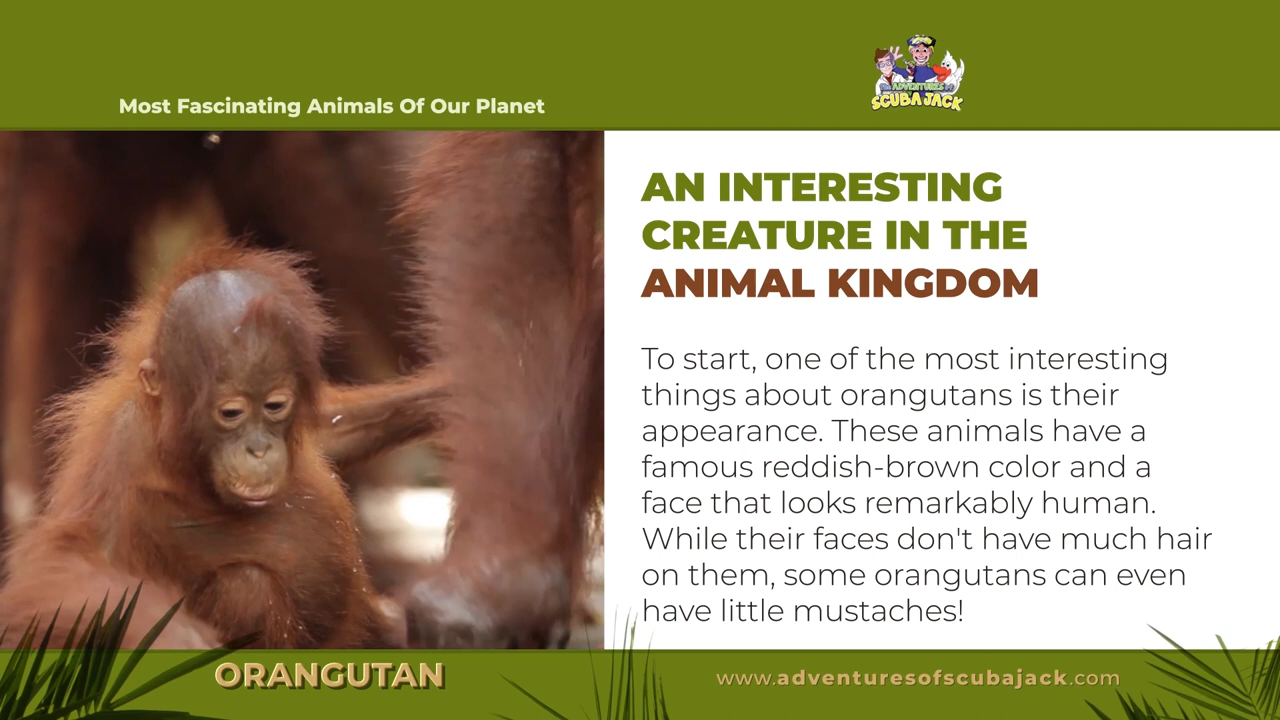 Most Fascinating Animals Of Our Planet
ADVENTURES
SCUBA JACK
AN INTERESTING
CREATURE IN THE
ANIMAL KINGDOM
To start, one of the most interesting
things about orangutans is their
appearance. These animals have a
famous reddish-brown color and a
face that looks remarkably human.
While their faces don't have much hair
on them, some orangutans can even
have little mustaches!
ORANGUTAN
www.adventuresofscubajack.com